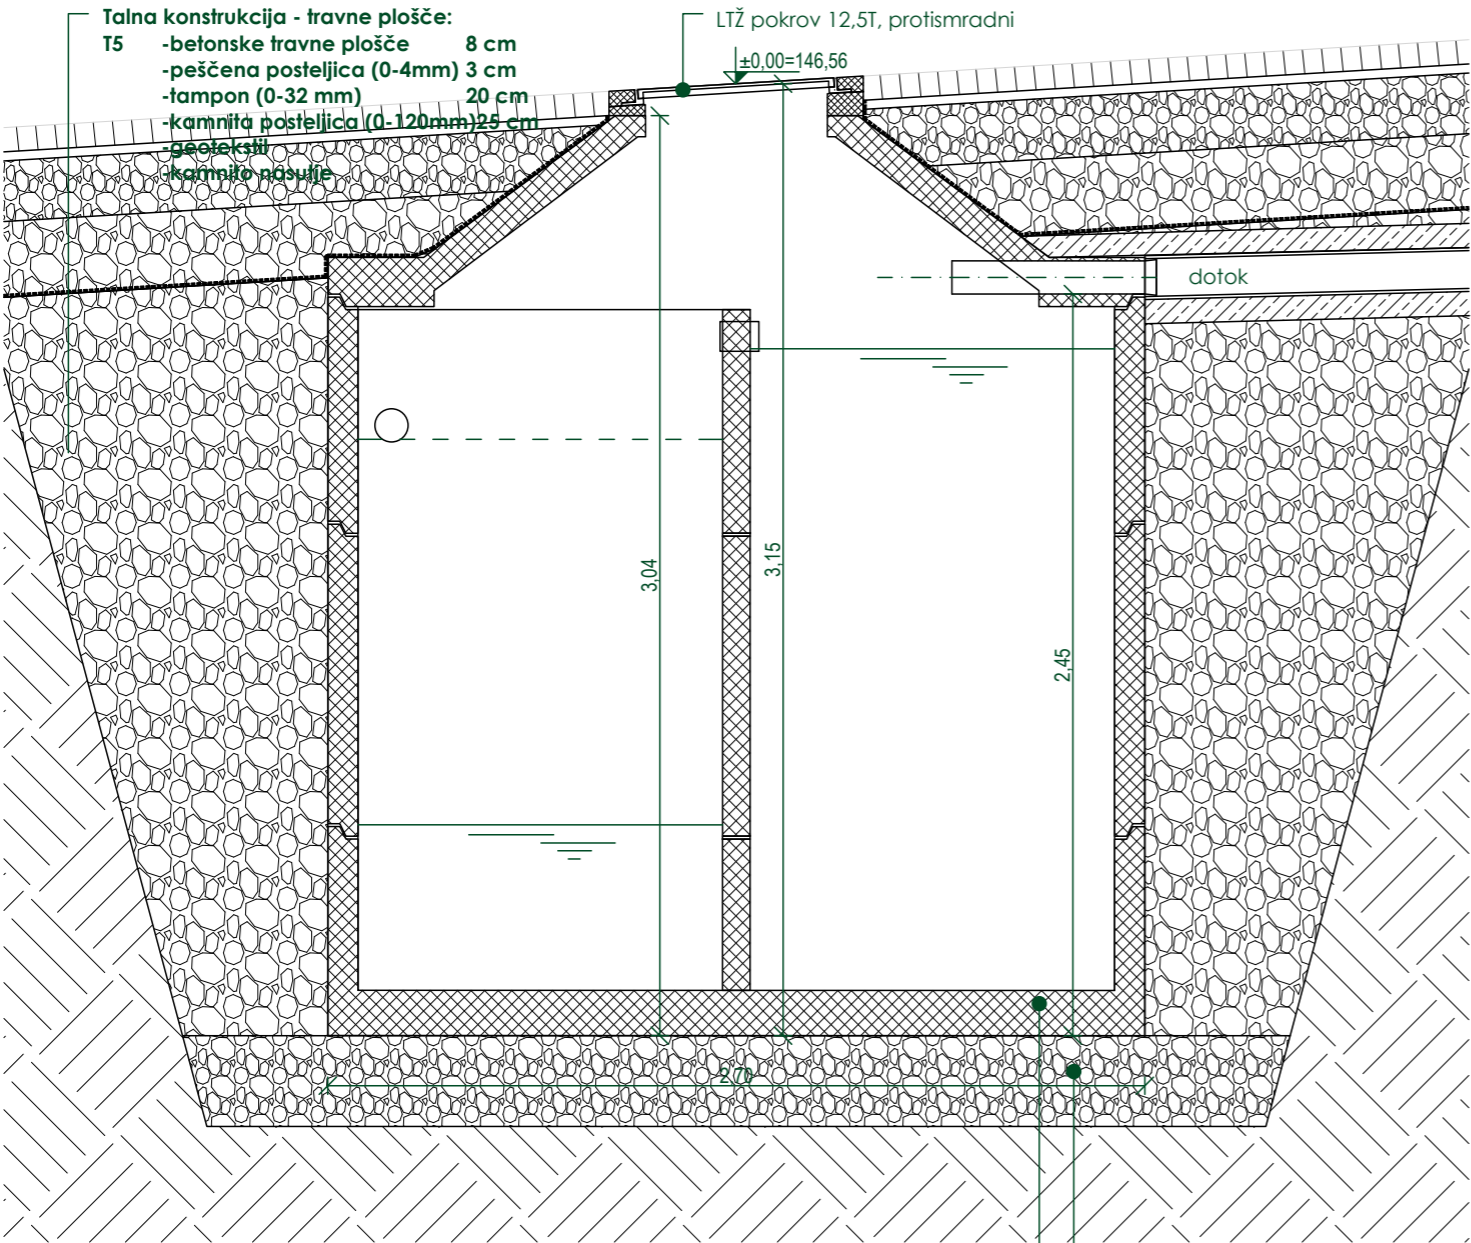 Talna konstrukcija - travne plošče:
T5 -betonske travne plošče 8 cm
-peščena posteljica (0-4mm) 3 cm
-tampon (0-32 mm) 20 cm
-kamnita posteljica (0-120mm)25 cm
-geotekstil
-kamnito nasutje
LTŽ pokrov 12,5T, protismradni
±0,00=146,56
dotok
3,04
3,15
2,45
2,70